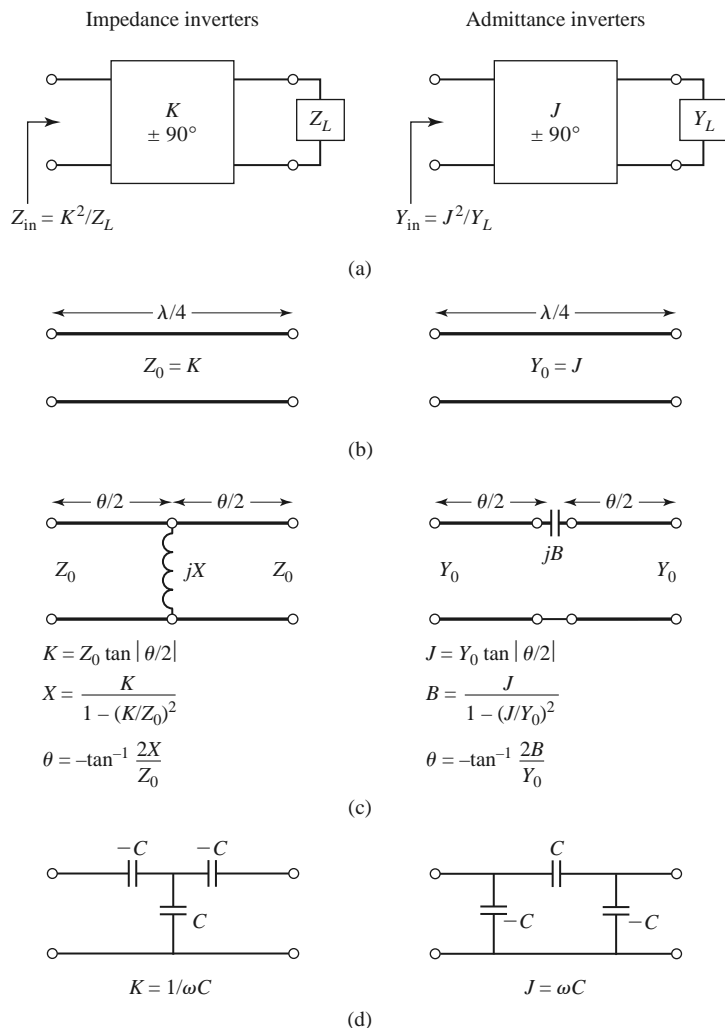 Impedance inverters Admittance inverters
K
± 90°
Z_L
J
± 90°
Y_L
Z_in = K²/Z_L
Y_in = J²/Y_L
(a)
λ/4 λ/4
Z_0 = K Y_0 = J
(b)
θ/2 θ/2 θ/2 θ/2
Z_0 jX Z_0
Y_0 jB Y_0
K = Z_0 tan | θ/2|
X = K / 1 – (K/Z_0)²
θ = –tan⁻¹ 2X / Z_0
J = Y_0 tan | θ/2|
B = J / 1 – (J/Y_0)²
θ = –tan⁻¹ 2B / Y_0
(c)
−C −C
C
C
−C −C
K = 1/ωC J = ωC
(d)